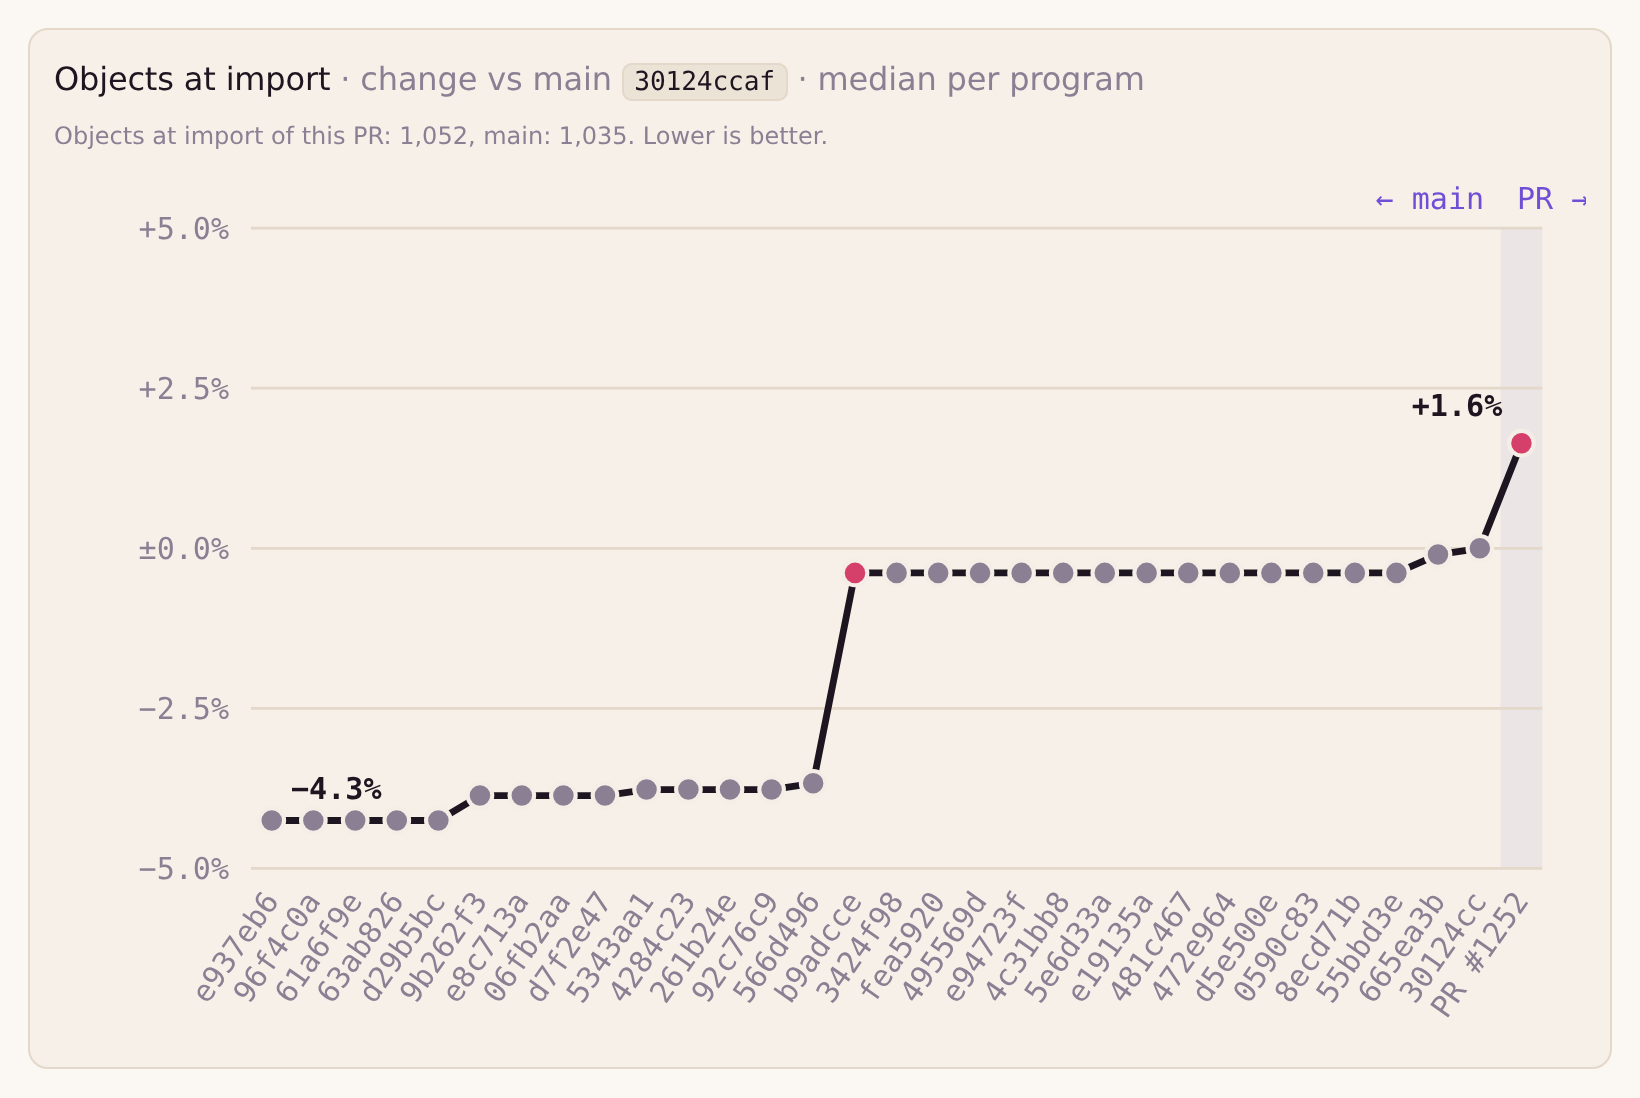 Objects at import · change vs main 30124ccaf · median per program
Objects at import of this PR: 1,052, main: 1,035. Lower is better.
← main PR →
+5.0%
+2.5%
+1.6%
±0.0%
−2.5%
−4.3%
−5.0%
e937eb6
96f4c0a
61a6f9e
63ab826
d29b5bc
9b262f3
e8c713a
06fb2aa
d7f2e47
5343aa1
4284c23
261b24e
92c76c9
566d496
b9adcce
3424f98
fea5920
495569d
e94723f
4c31bb8
5e6d33a
e19135a
481c467
472e964
d5e500e
0590c83
8ecd71b
55bbd3e
665ea3b
30124cc
PR #1252